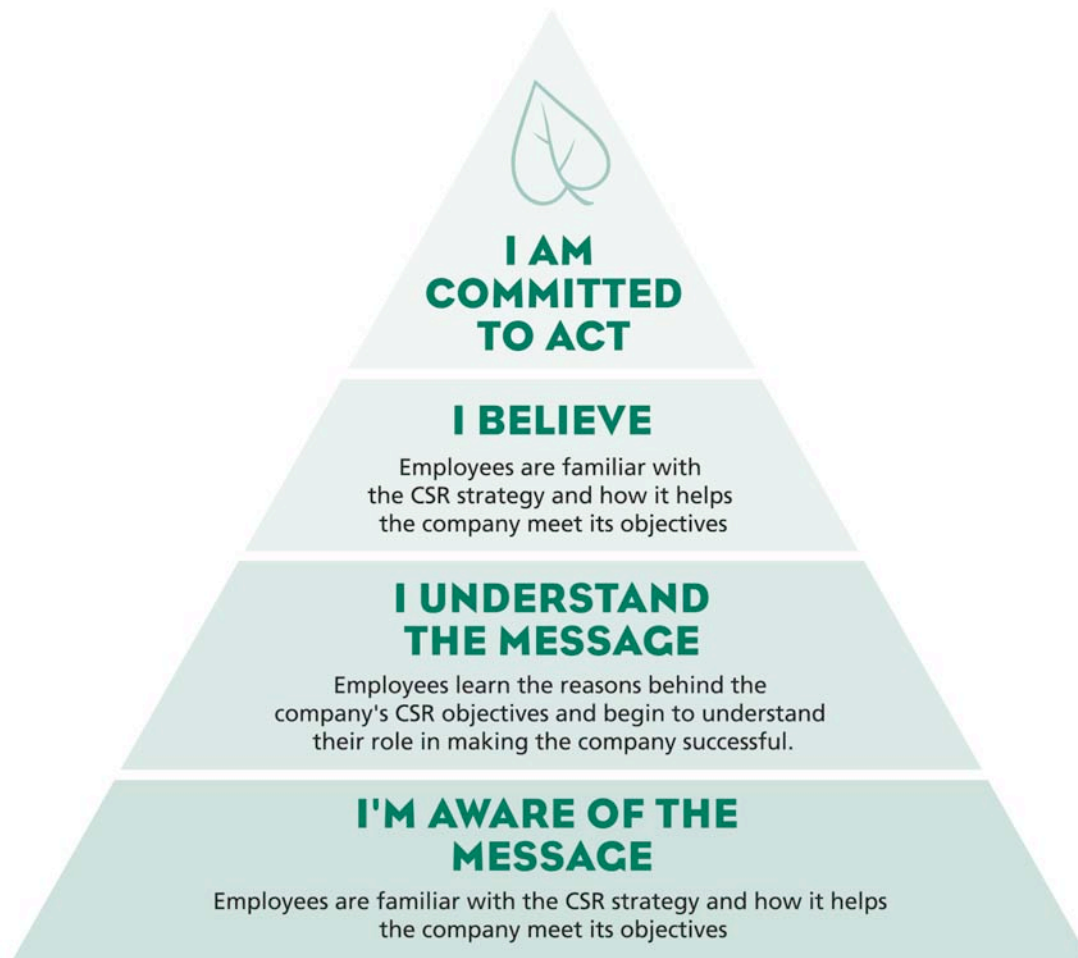 I AM
COMMITTED
TO ACT
I BELIEVE
Employees are familiar with
the CSR strategy and how it helps
the company meet its objectives
I UNDERSTAND
THE MESSAGE
Employees learn the reasons behind the
company's CSR objectives and begin to understand
their role in making the company successful.
I'M AWARE OF THE
MESSAGE
Employees are familiar with the CSR strategy and how it helps
the company meet its objectives